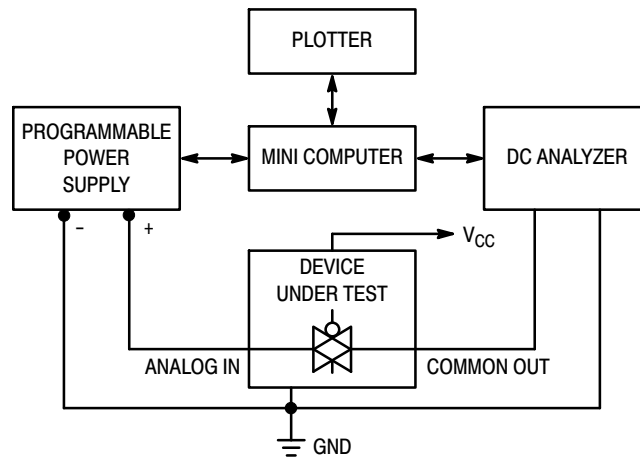 PLOTTER
PROGRAMMABLE
POWER
SUPPLY
MINI COMPUTER
DC ANALYZER
− +
VCC
DEVICE
UNDER TEST
ANALOG IN
COMMON OUT
GND